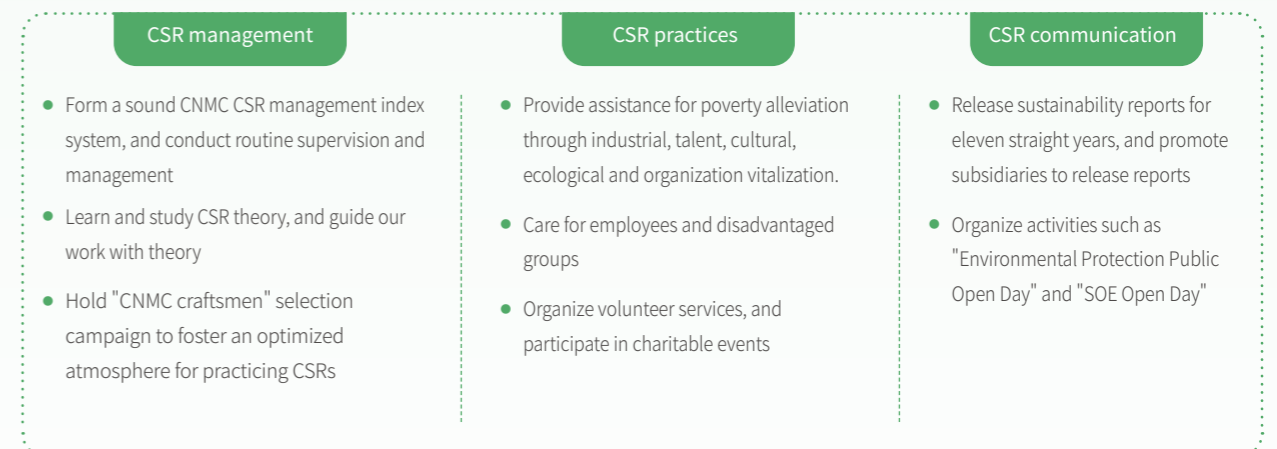 CSR management
Form a sound CNMC CSR management index
system, and conduct routine supervision and
management
Learn and study CSR theory, and guide our
work with theory
Hold "CNMC craftsmen" selection
campaign to foster an optimized
atmosphere for practicing CSRs
CSR practices
Provide assistance for poverty alleviation
through industrial, talent, cultural,
ecological and organization vitalization.
Care for employees and disadvantaged
groups
Organize volunteer services, and
participate in charitable events
CSR communication
Release sustainability reports for
eleven straight years, and promote
subsidiaries to release reports
Organize activities such as
"Environmental Protection Public
Open Day" and "SOE Open Day"